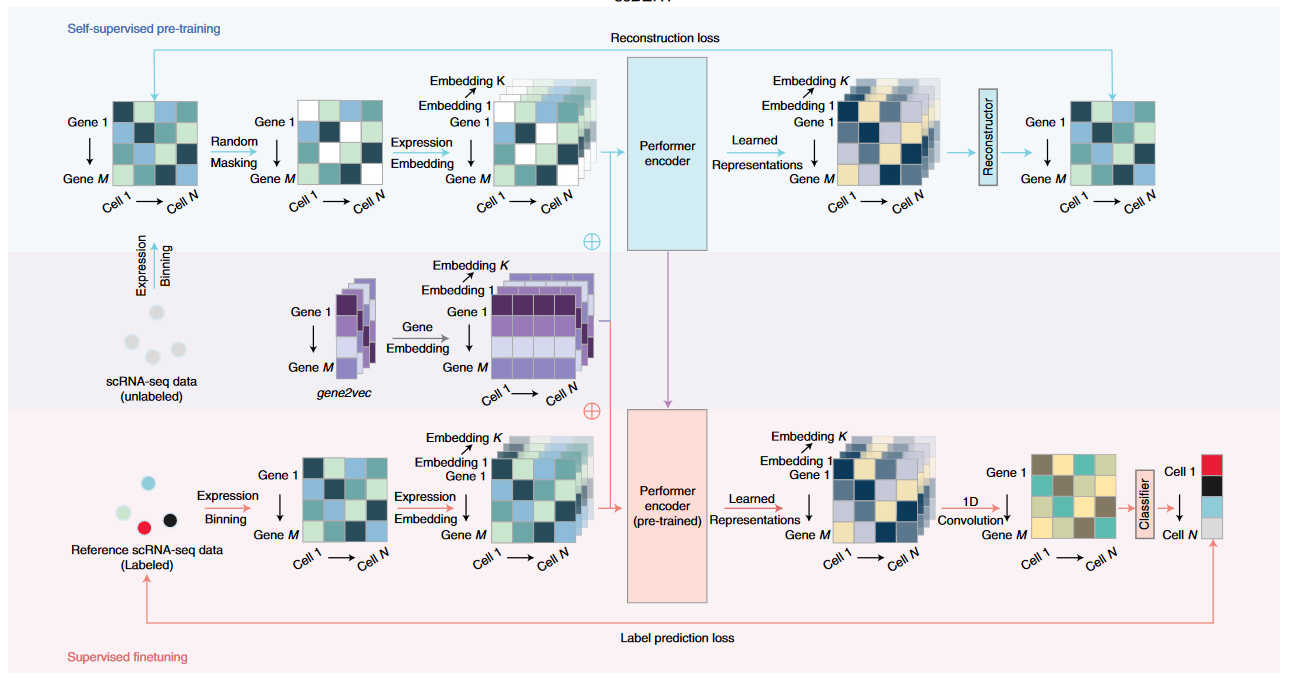 Self-supervised pre-training
Reconstruction loss
Gene 1
Gene M
Cell 1
Cell N
Random
Masking
Gene 1
Gene M
Cell 1
Cell N
Expression
Embedding
Embedding K
Embedding 1
Gene 1
Gene M
Cell 1
Cell N
Performer
encoder
Learned
Representations
Embedding K
Embedding 1
Gene 1
Gene M
Cell 1
Cell N
Reconstructor
Gene 1
Gene M
Cell 1
Cell N
Expression
Binning
scRNA-seq data
(unlabeled)
Gene 1
Gene M
gene2vec
Gene
Embedding
Embedding K
Embedding 1
Gene 1
Gene M
Cell 1
Cell N
Reference scRNA-seq data
(Labeled)
Expression
Binning
Gene 1
Gene M
Cell 1
Cell N
Expression
Embedding
Embedding K
Embedding 1
Gene 1
Gene M
Cell 1
Cell N
Performer
encoder
(pre-trained)
Learned
Representations
Embedding K
Embedding 1
Gene 1
Gene M
Cell 1
Cell N
1D
Convolution
Gene 1
Gene M
Cell 1
Cell N
Classifier
Cell 1
Cell N
Label prediction loss
Supervised finetuning